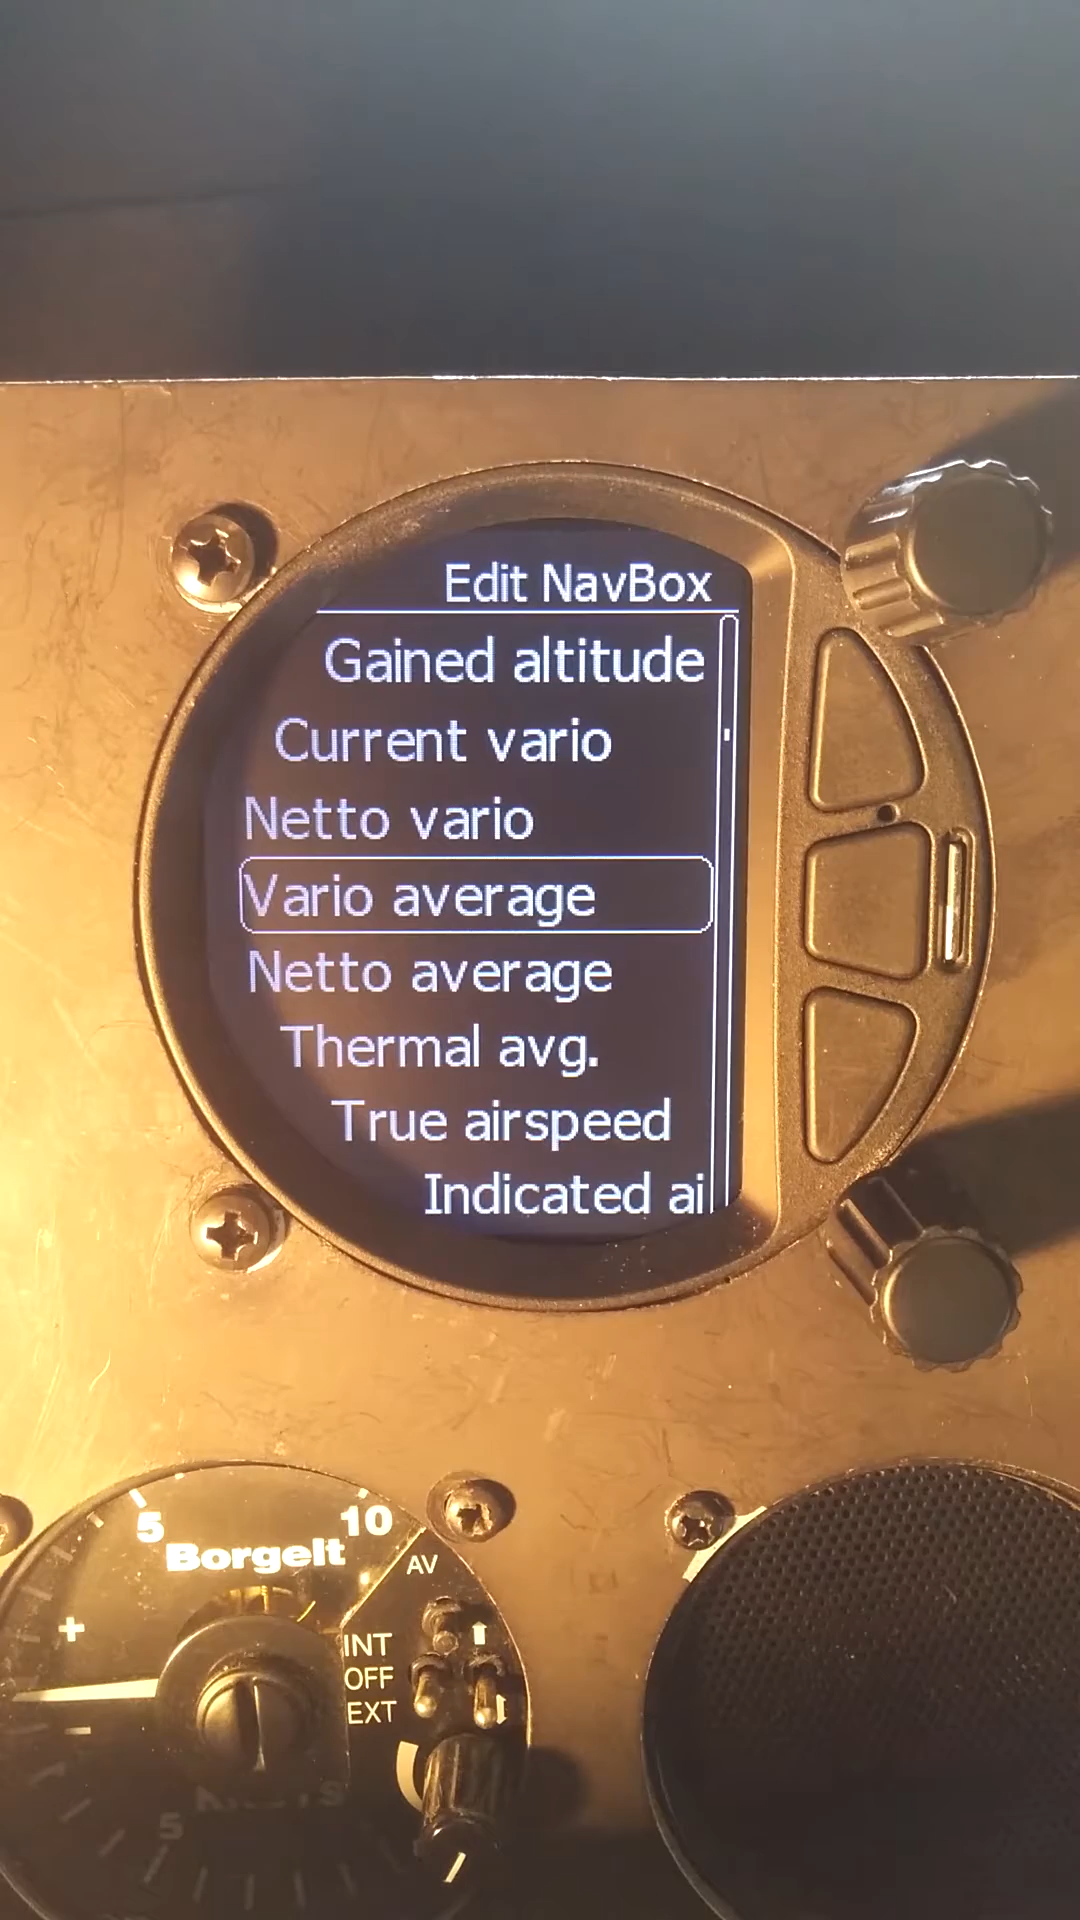 Edit NavBox
Gained altitude
Current vario
Netto vario
Vario average
Netto average
Thermal avg.
True airspeed
Indicated ai
5
10
Borgelt
AV
+
INT
OFF
EXT
-
5